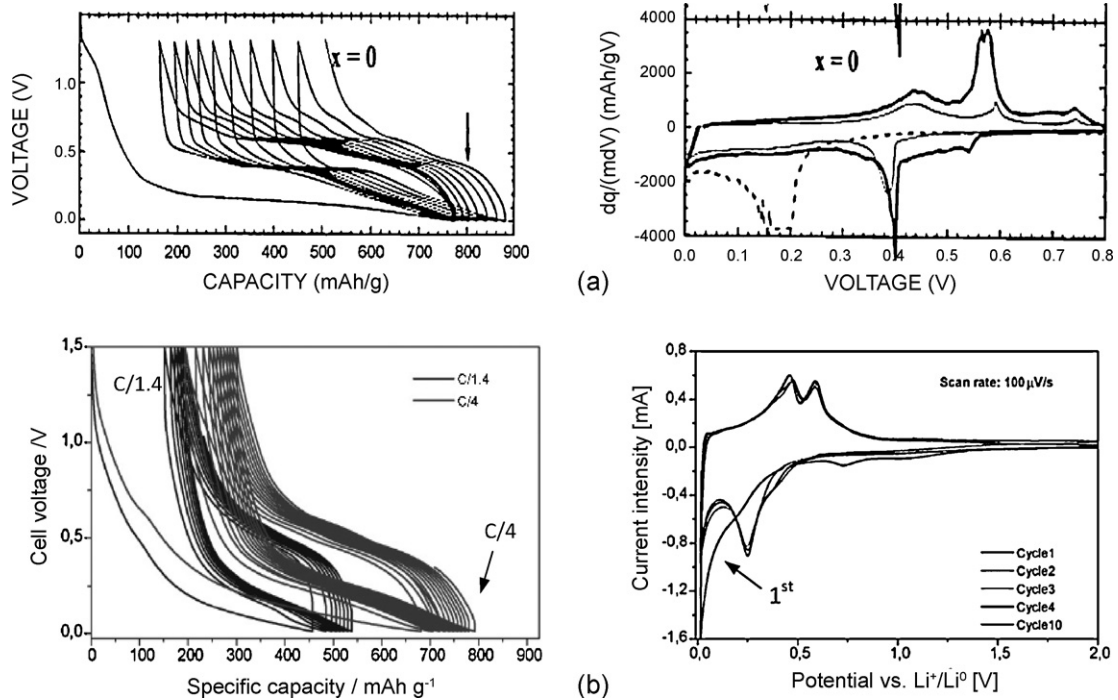 VOLTAGE (V)
1.0
0.5
0.0
x = 0
0 100 200 300 400 500 600 700 800 900
CAPACITY (mAh/g)
(a)
dq/(mdV) (mAh/gV)
4000
2000
0
-2000
-4000
x = 0
0.0 0.1 0.2 0.3 0.4 0.5 0.6 0.7 0.8
VOLTAGE (V)
Cell voltage /V
1,5
1,0
0,5
0,0
C/1.4
C/1.4
C/4
C/4
0 100 200 300 400 500 600 700 800 900
Specific capacity / mAh g⁻¹
(b)
Current intensity [mA]
0,8
0,4
0,0
-0,4
-0,8
-1,2
-1,6
Scan rate: 100 µV/s
1st
Cycle1
Cycle2
Cycle3
Cycle4
Cycle10
0,0 0,5 1,0 1,5 2,0
Potential vs. Li⁺/Li⁰ [V]